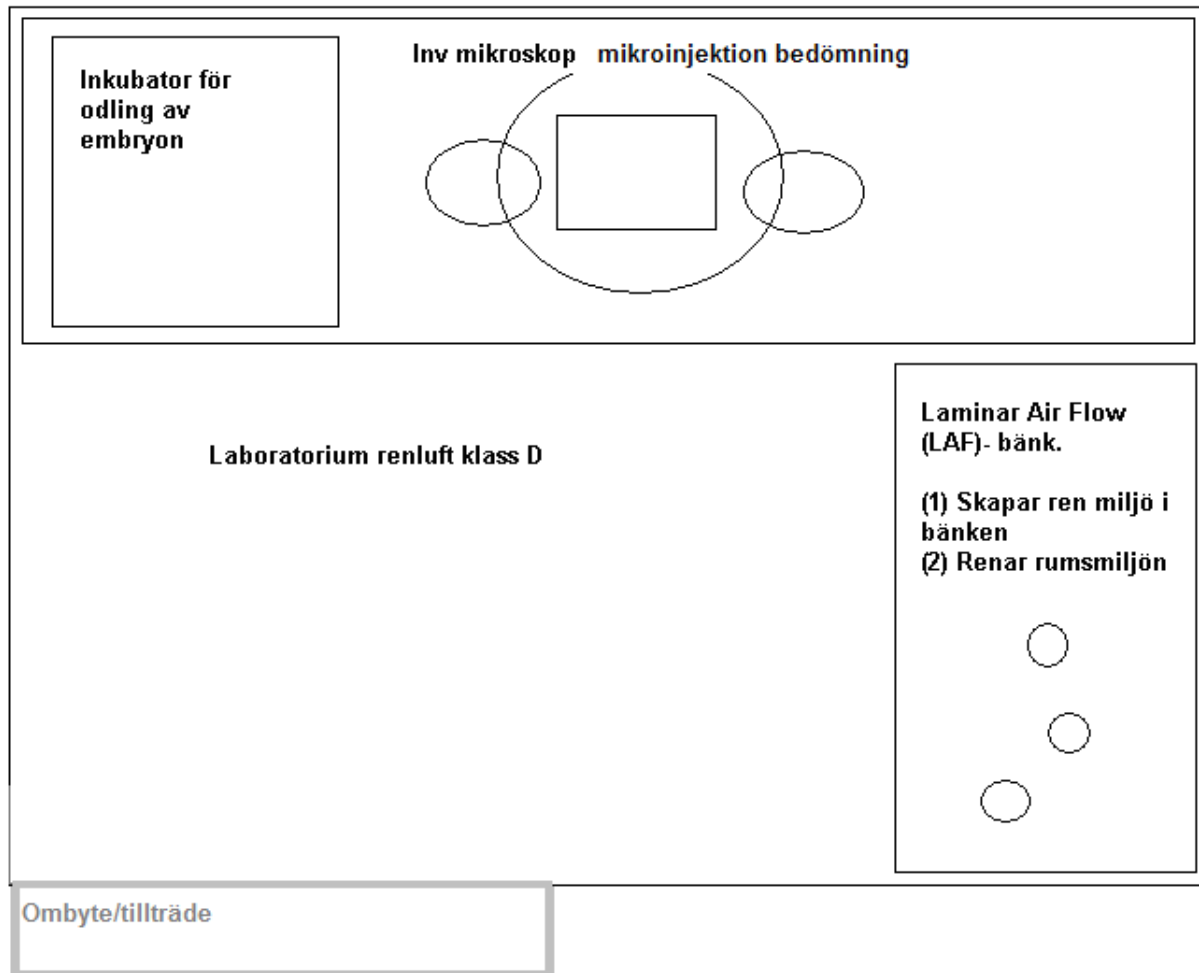 Inv mikroskop mikroinjektion bedömning
Inkubator för
odling av
embryon
Laboratorium renluft klass D
Laminar Air Flow
(LAF)- bänk.
(1) Skapar ren miljö i
bänken
(2) Renar rumsmiljön
Ombyte/tillträde